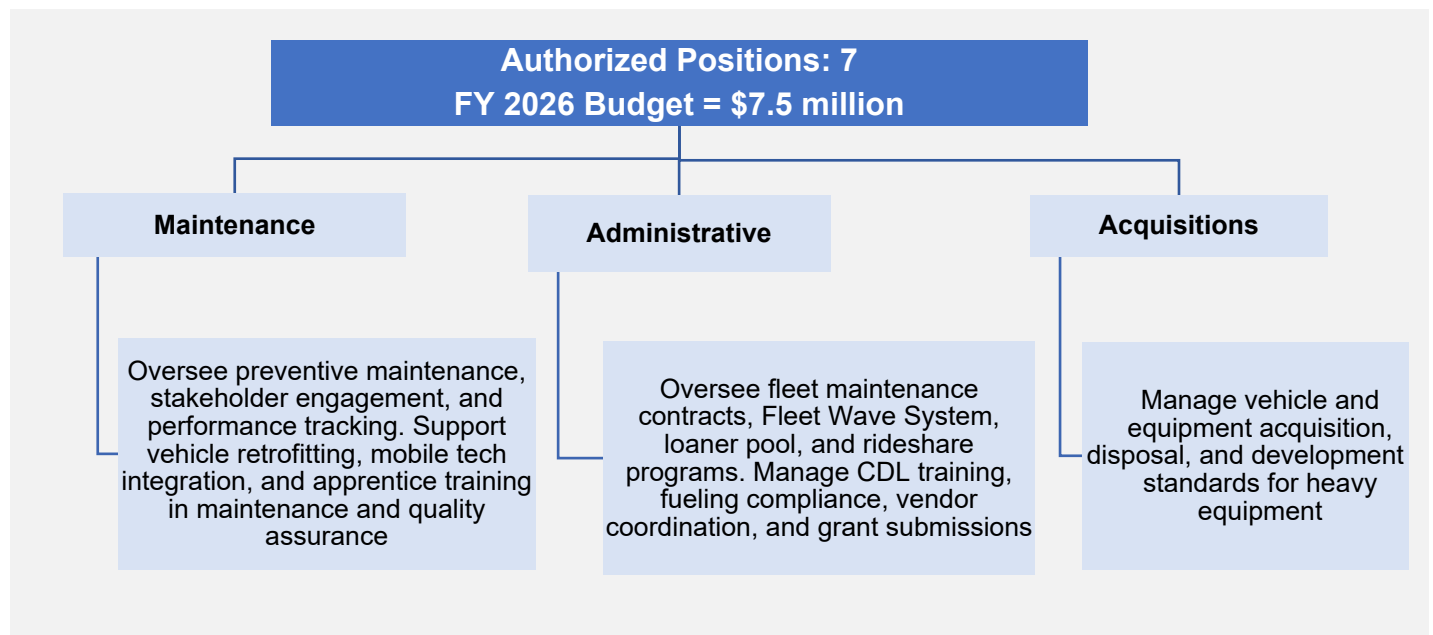 Authorized Positions: 7
FY 2026 Budget = $7.5 million
Maintenance
Administrative
Acquisitions
Oversee preventive maintenance,
stakeholder engagement, and
performance tracking. Support
vehicle retrofitting, mobile tech
integration, and apprentice training
in maintenance and quality
assurance
Oversee fleet maintenance
contracts, Fleet Wave System,
loaner pool, and rideshare
programs. Manage CDL training,
fueling compliance, vendor
coordination, and grant submissions
Manage vehicle and
equipment acquisition,
disposal, and development
standards for heavy
equipment